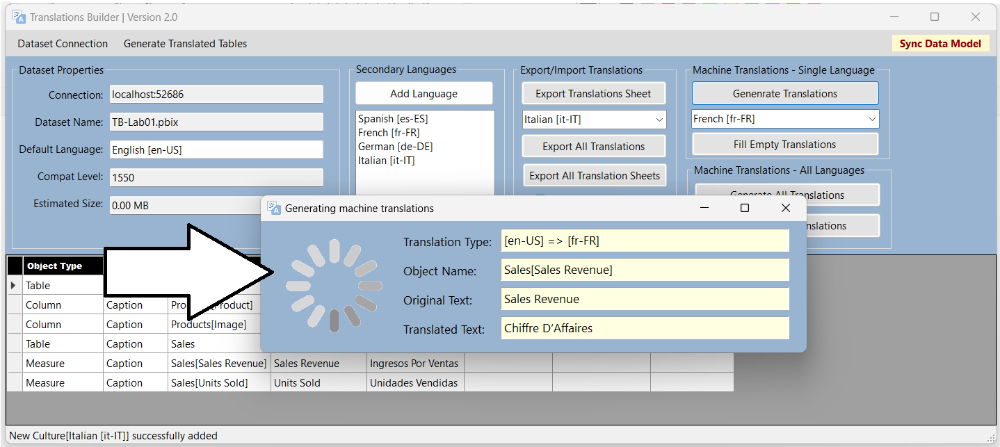 Translations Builder | Version 2.0
Dataset Connection Generate Translated Tables Sync Data Model
Dataset Properties
Connection: localhost:52686
Dataset Name: TB-Lab01.pbix
Default Language: English [en-US]
Compat Level: 1550
Estimated Size: 0.00 MB
Secondary Languages
Add Language
Spanish [es-ES]
French [fr-FR]
German [de-DE]
Italian [it-IT]
Export/Import Translations
Export Translations Sheet
Italian [it-IT]
Export All Translations
Export All Translation Sheets
Machine Translations - Single Language
Genenrate Translations
French [fr-FR]
Fill Empty Translations
Machine Translations - All Languages
Generate All Translations
Generating machine translations
Translation Type: [en-US] => [fr-FR]
Object Name: Sales[Sales Revenue]
Original Text: Sales Revenue
Translated Text: Chiffre D'Affaires
Object Type
Table
Column Caption
Column Caption Products[Image]
Table Caption Sales
Measure Caption Sales[Sales Revenue] Sales Revenue Ingresos Por Ventas
Measure Caption Sales[Units Sold] Units Sold Unidades Vendidas
New Culture[Italian [it-IT]] successfully added